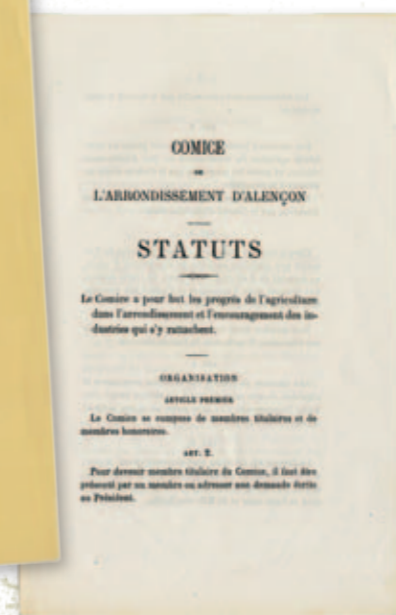 COMICE
DE
L'ARRONDISSEMENT D'ALENÇON
STATUTS
Le Comice a pour but les progrès de l'agriculture
dans l'arrondissement et l'encouragement des in-
dustries qui s'y rattachent.
ORGANISATION
ARTICLE PREMIER
Le Comice se compose de membres titulaires et de
membres honoraires.
ART. 2.
Pour devenir membre titulaire du Comice, il faut être
présenté par un membre ou adresser une demande écrite
au Président.